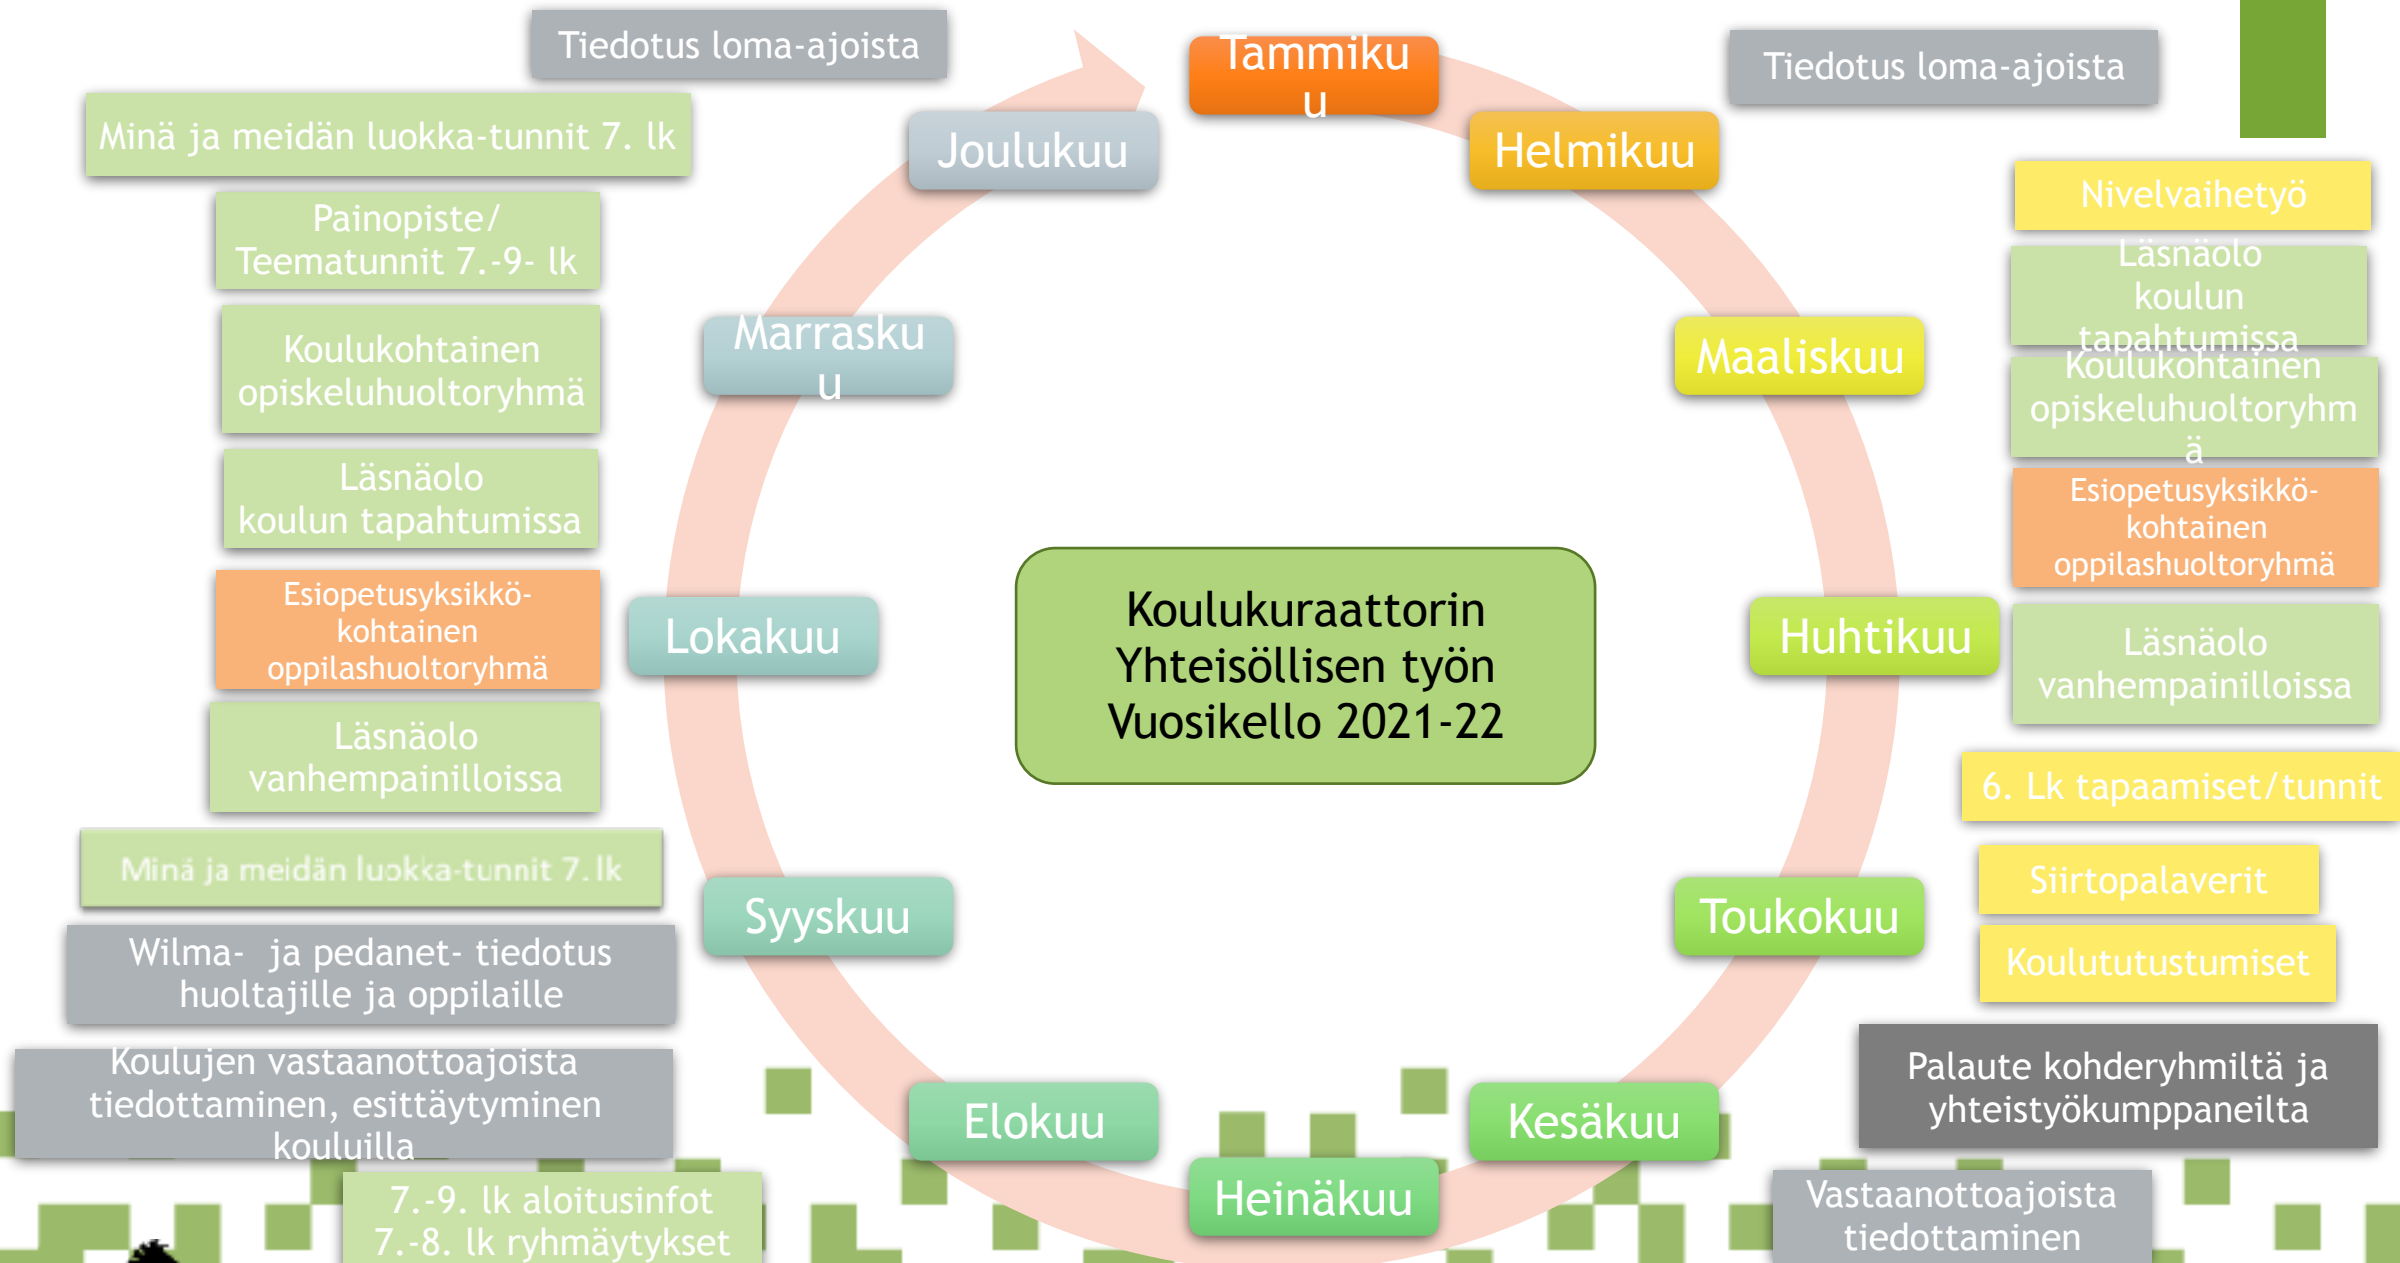 Tiedotus loma-ajoista
Minä ja meidän luokka-tunnit 7. lk
Painopiste/
Teematunnit 7.-9- lk
Koulukohtainen
opiskeluhuoltoryhmä
Läsnäolo
koulun tapahtumissa
Esiopetusyksikkö-
kohtainen
oppilashuoltoryhmä
Läsnäolo
vanhempainilloissa
Minä ja meidän luokka-tunnit 7. lk
Wilma- ja pedanet- tiedotus
huoltajille ja oppilaille
Koulujen vastaanottoajoista
tiedottaminen, esittäytyminen
kouluilla
7.-9. lk aloitusinfot
7.-8. lk ryhmäytykset
Tammiku
u
Helmikuu
Maaliskuu
Huhtikuu
Toukokuu
Kesäkuu
Heinäkuu
Elokuu
Syyskuu
Lokakuu
Marrasku
u
Joulukuu
Koulukuraattorin
Yhteisöllisen työn
Vuosikello 2021-22
Tiedotus loma-ajoista
Nivelvaihetyö
Läsnäolo
koulun
tapahtumissa
Koulukohtainen
opiskeluhuoltoryhm
ä
Esiopetusyksikkö-
kohtainen
oppilashuoltoryhmä
Läsnäolo
vanhempainilloissa
6. Lk tapaamiset/tunnit
Siirtopalaverit
Koulututustumiset
Palaute kohderyhmiltä ja
yhteistyökumppaneilta
Vastaanottoajoista
tiedottaminen